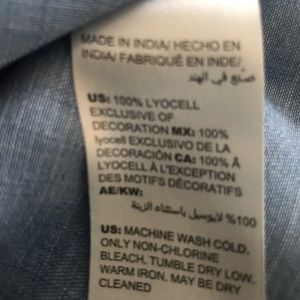 MADE IN INDIA/ HECHO EN
INDIA/ FABRIQUÉ EN INDE/
صنع في الهند
US: 100% LYOCELL
EXCLUSIVE OF
DECORATION MX: 100%
lyocell EXCLUSIVO DE LA
DECORACIÓN CA: 100% Á
LYOCELL À L'EXCEPTION
DES MOTIFS DÉCORATIFS
AE/KW:
%100 لايوسيل باستثناء الزينة
US: MACHINE WASH COLD.
ONLY NON-CHLORINE
BLEACH. TUMBLE DRY LOW.
WARM IRON. MAY BE DRY
CLEANED